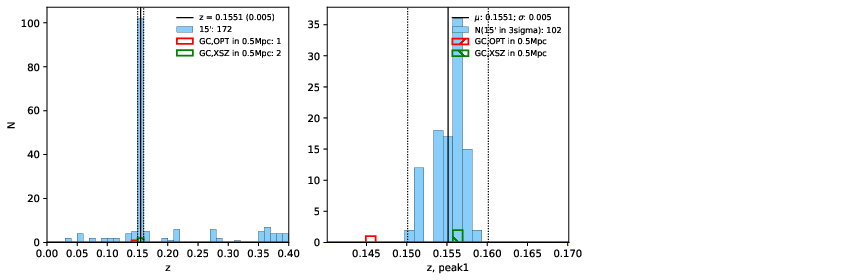 z = 0.1551 (0.005)
15': 172
GC,OPT in 0.5Mpc: 1
GC,XSZ in 0.5Mpc: 2
N
100
80
60
40
20
0
0.00 0.05 0.10 0.15 0.20 0.25 0.30 0.35 0.40
z
μ: 0.1551; σ: 0.005
N(15' in 3sigma): 102
GC,OPT in 0.5Mpc
GC,XSZ in 0.5Mpc
35
30
25
20
15
10
5
0
0.145 0.150 0.155 0.160 0.165 0.170
z, peak1